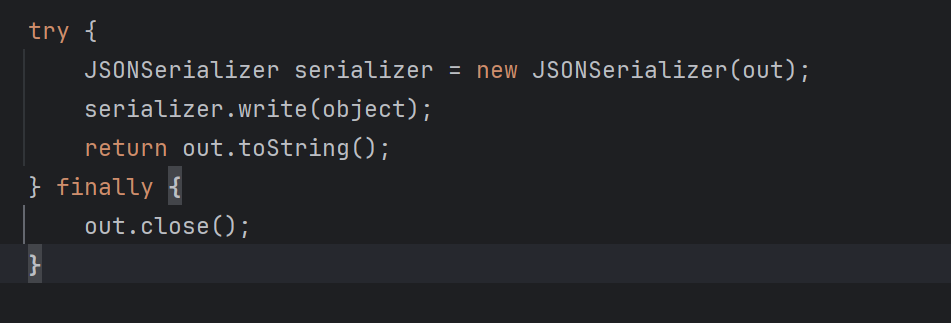 try {
    JSONSerializer serializer = new JSONSerializer(out);
    serializer.write(object);
    return out.toString();
} finally {
    out.close();
}